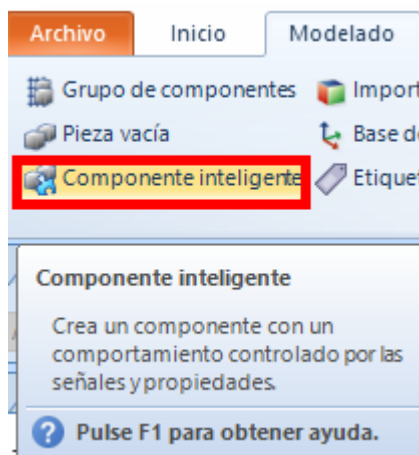 Archivo Inicio Modelado
Grupo de componentes
Pieza vacía Base
Componente inteligente
Componente inteligente
Crea un componente con un
comportamiento controlado por las
señales y propiedades.
Pulse F1 para obtener ayuda.